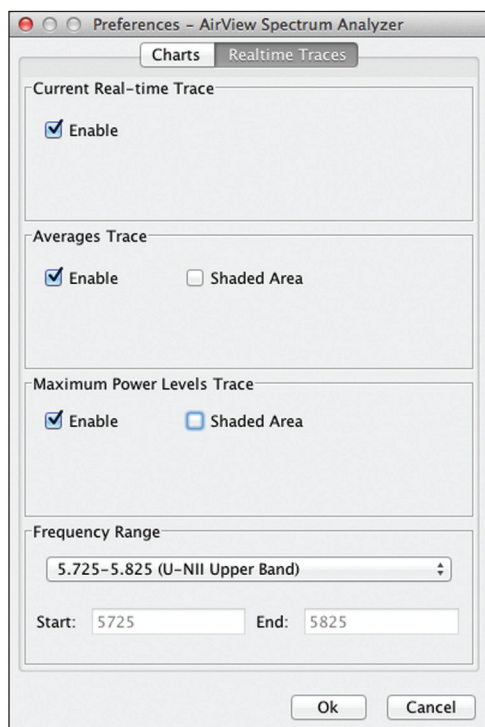 Preferences – AirView Spectrum Analyzer
Charts Realtime Traces
Current Real-time Trace
Enable
Averages Trace
Enable Shaded Area
Maximum Power Levels Trace
Enable Shaded Area
Frequency Range
5.725-5.825 (U-NII Upper Band)
Start: 5725 End: 5825
Ok Cancel